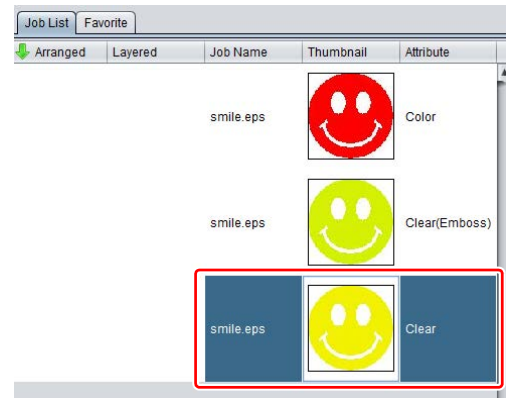 Job List Favorite
Arranged Layered Job Name Thumbnail Attribute
smile.eps Color
smile.eps Clear(Emboss)
smile.eps Clear